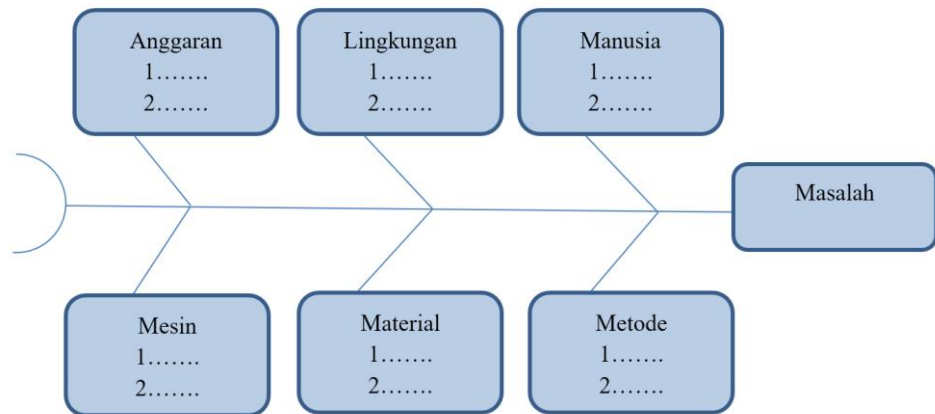 Anggaran
1…….
2…….
Lingkungan
1…….
2…….
Manusia
1…….
2…….
Masalah
Mesin
1…….
2…….
Material
1…….
2…….
Metode
1…….
2…….